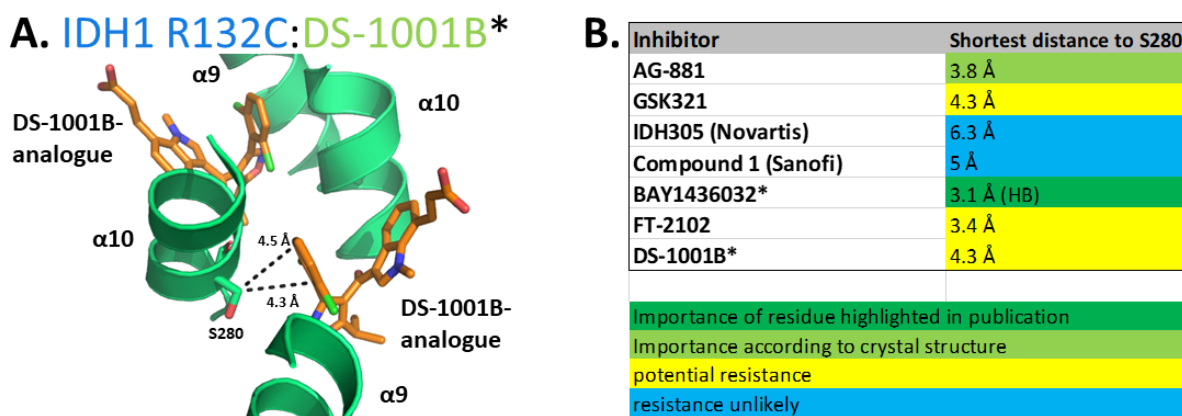 A. IDH1 R132C:DS-1001B*
α9
α10
DS-1001B-
analogue
α10
4.5 Å
4.3 Å
S280
DS-1001B-
analogue
α9
B.
Inhibitor Shortest distance to S280
AG-881 3.8 Å
GSK321 4.3 Å
IDH305 (Novartis) 6.3 Å
Compound 1 (Sanofi) 5 Å
BAY1436032* 3.1 Å (HB)
FT-2102 3.4 Å
DS-1001B* 4.3 Å
Importance of residue highlighted in publication
Importance according to crystal structure
potential resistance
resistance unlikely